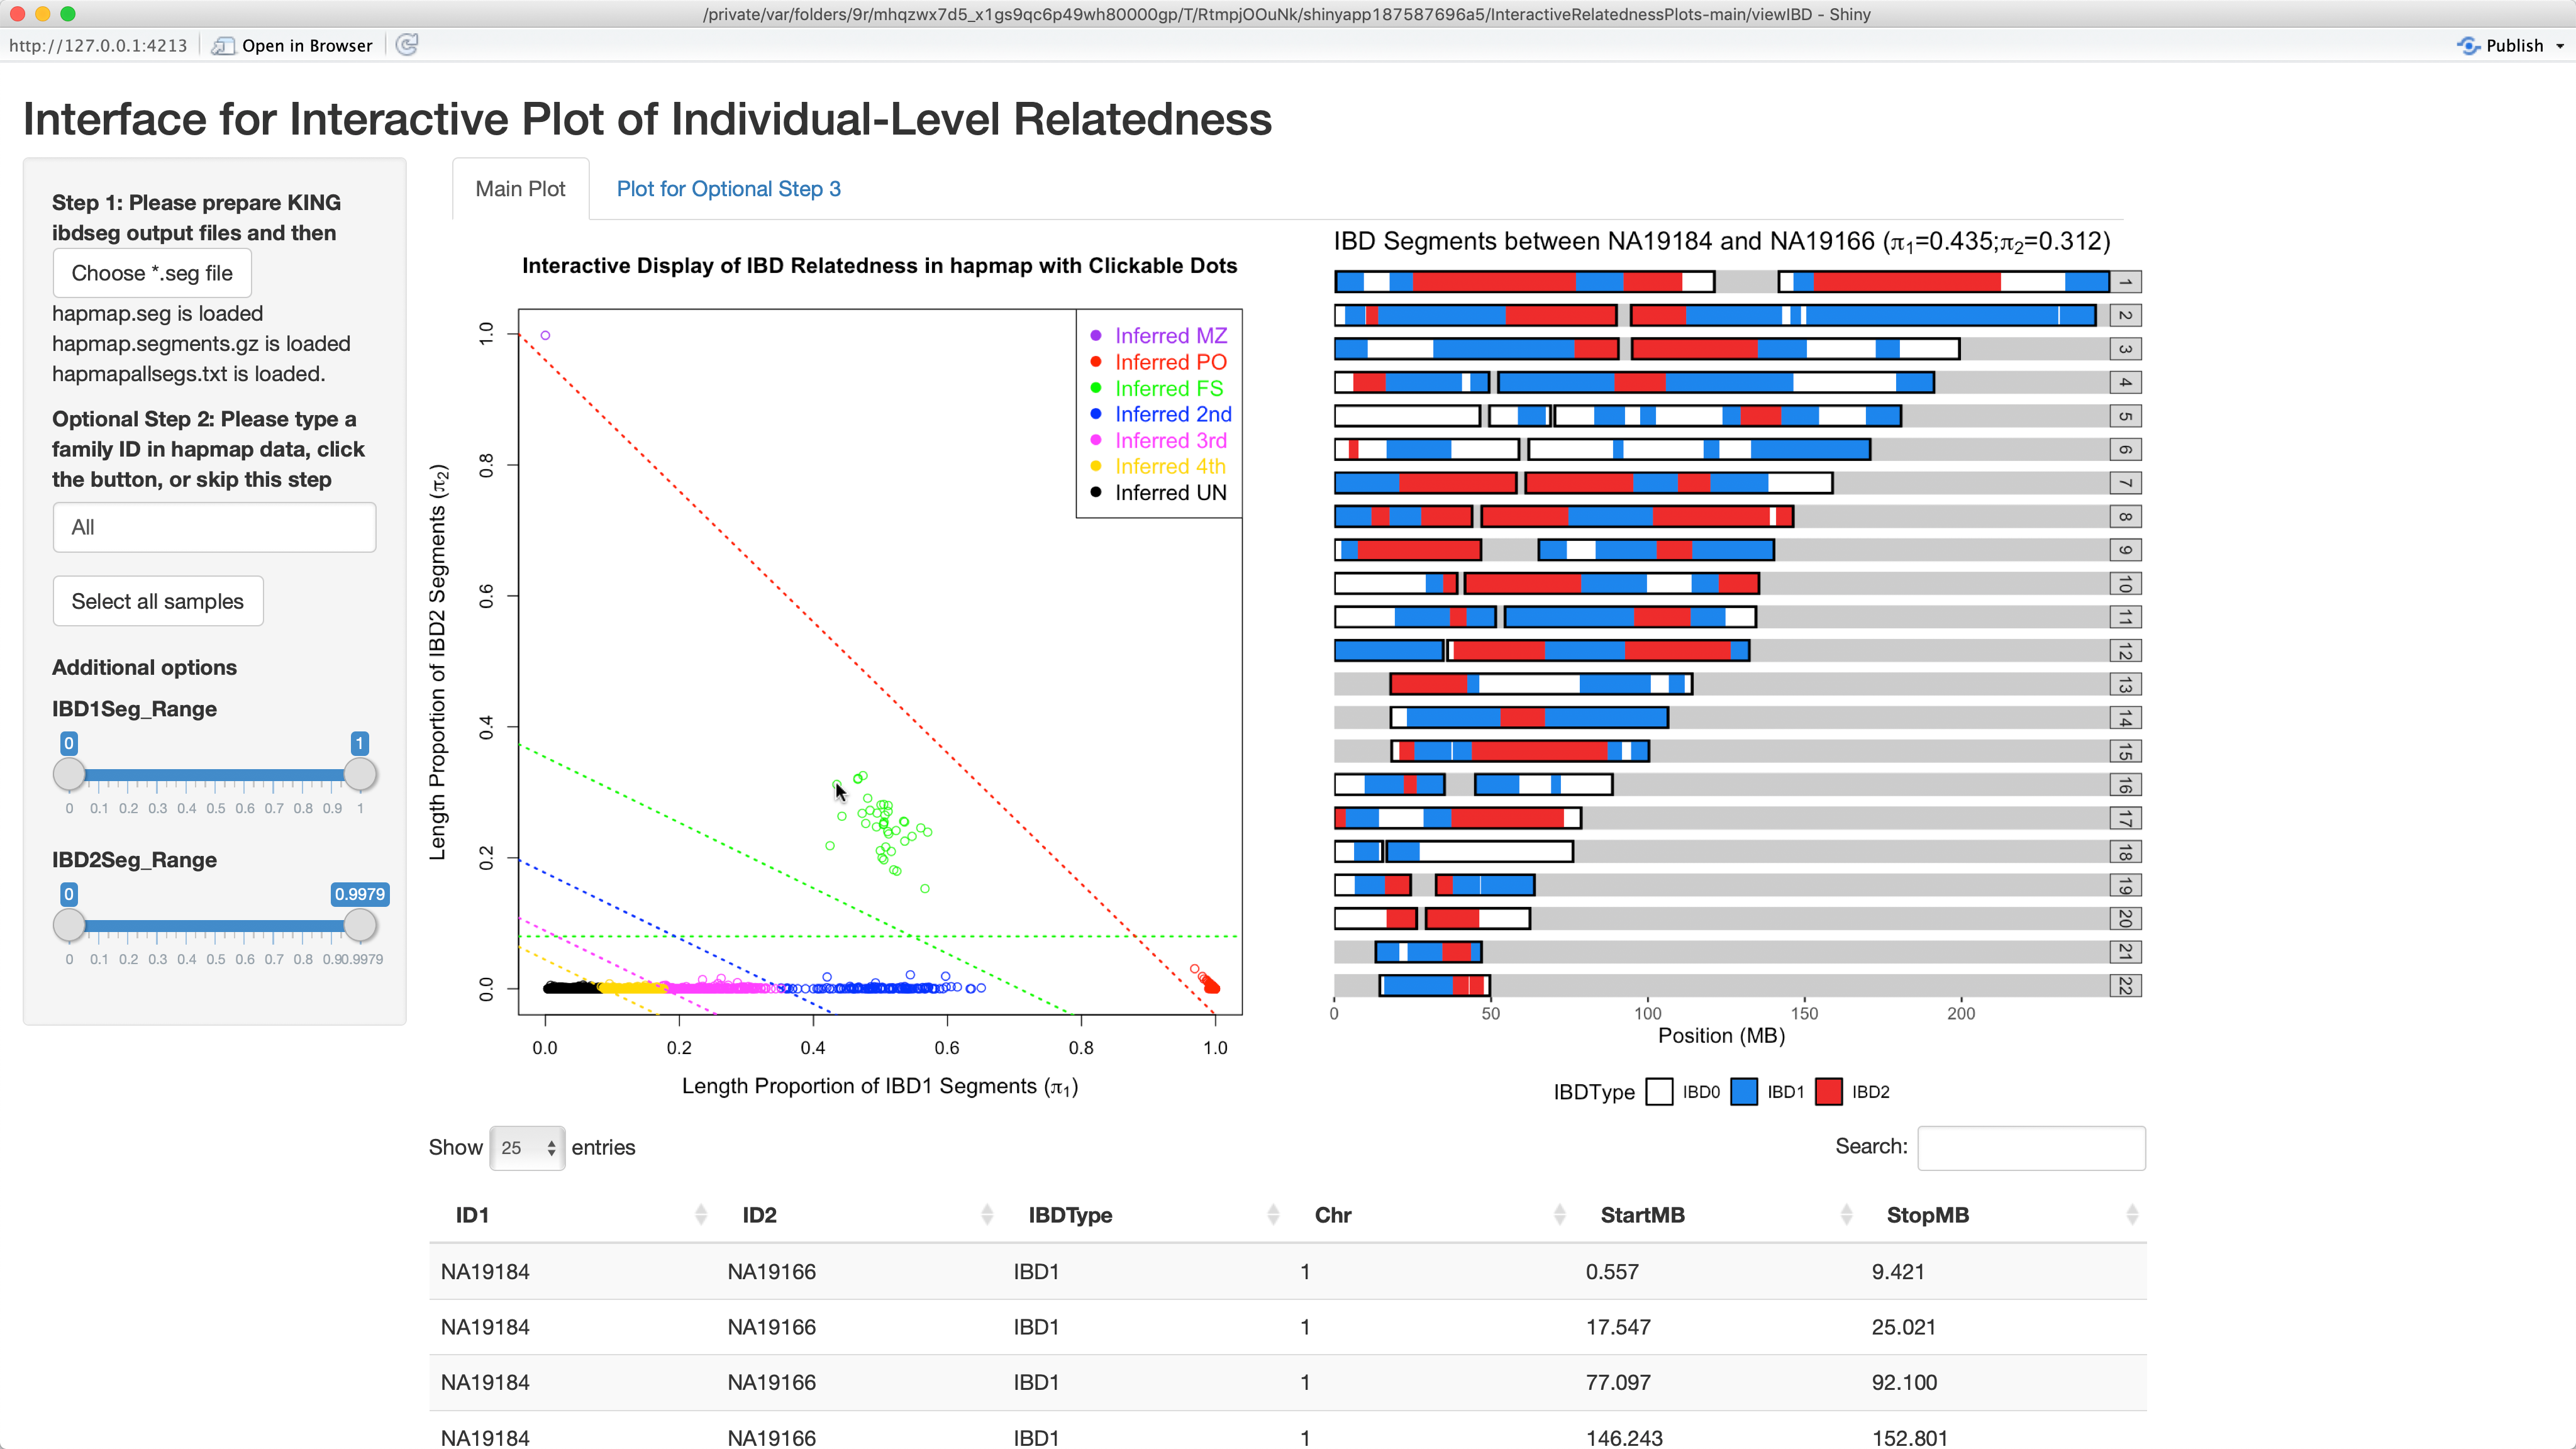 /private/var/folders/9r/mhqzwx7d5_x1gs9qc6p49wh80000gp/T/RtmpjOOuNk/shinyapp187587696a5/InteractiveRelatednessPlots-main/viewIBD - Shiny
http://127.0.0.1:4213
Open in Browser
Publish
Interface for Interactive Plot of Individual-Level Relatedness
Step 1: Please prepare KING
ibdseg output files and then
Choose *.seg file
hapmap.seg is loaded
hapmap.segments.gz is loaded
hapmapallsegs.txt is loaded.
Optional Step 2: Please type a
family ID in hapmap data, click
the button, or skip this step
All
Select all samples
Additional options
IBD1Seg_Range
0 1
0 0.1 0.2 0.3 0.4 0.5 0.6 0.7 0.8 0.9 1
IBD2Seg_Range
0 0.9979
0 0.1 0.2 0.3 0.4 0.5 0.6 0.7 0.8 0.90.9979
Main Plot
Plot for Optional Step 3
Interactive Display of IBD Relatedness in hapmap with Clickable Dots
Length Proportion of IBD2 Segments (π2)
1.0
0.8
0.6
0.4
0.2
0.0
Inferred MZ
Inferred PO
Inferred FS
Inferred 2nd
Inferred 3rd
Inferred 4th
Inferred UN
0.0 0.2 0.4 0.6 0.8 1.0
Length Proportion of IBD1 Segments (π1)
IBD Segments between NA19184 and NA19166 (π1=0.435;π2=0.312)
1
2
3
4
5
6
7
8
9
10
11
12
13
14
15
16
17
18
19
20
21
22
0 50 100 150 200
Position (MB)
IBDType IBD0 IBD1 IBD2
Show 25 entries
Search:
ID1 ID2 IBDType Chr StartMB StopMB
NA19184 NA19166 IBD1 1 0.557 9.421
NA19184 NA19166 IBD1 1 17.547 25.021
NA19184 NA19166 IBD1 1 77.097 92.100
NA19184 NA19166 IBD1 1 146.243 152.801